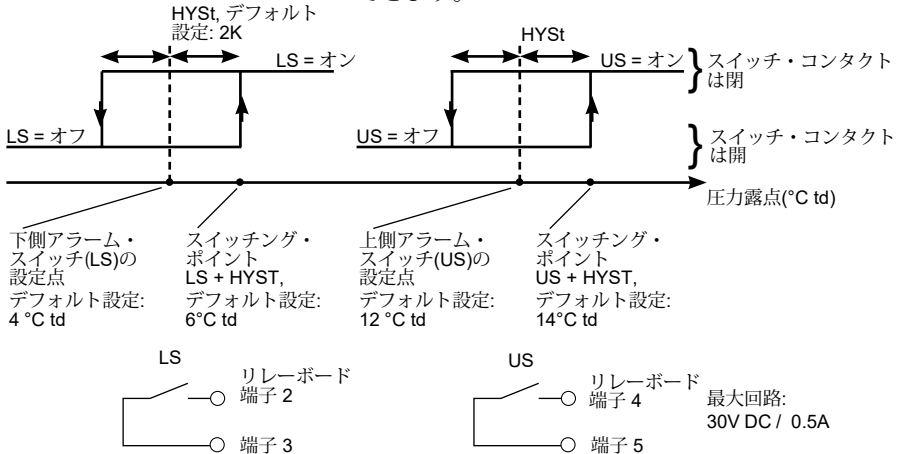 HYSt, デフォルト
設定: 2K
HYSt
LS = オン
US = オン
スイッチ・コンタクト
は閉
LS = オフ
US = オフ
スイッチ・コンタクト
は開
圧力露点(°C td)
下側アラーム・
スイッチ(LS)の
設定点
デフォルト設定:
4 °C td
スイッチング・
ポイント
LS + HYST,
デフォルト設定:
6°C td
上側アラーム・
スイッチ(US)の
設定点
デフォルト設定:
12 °C td
スイッチング・
ポイント
US + HYST,
デフォルト設定:
14°C td
LS
リレーボード
端子 2
端子 3
US
リレーボード
端子 4
端子 5
最大回路:
30V DC / 0.5A